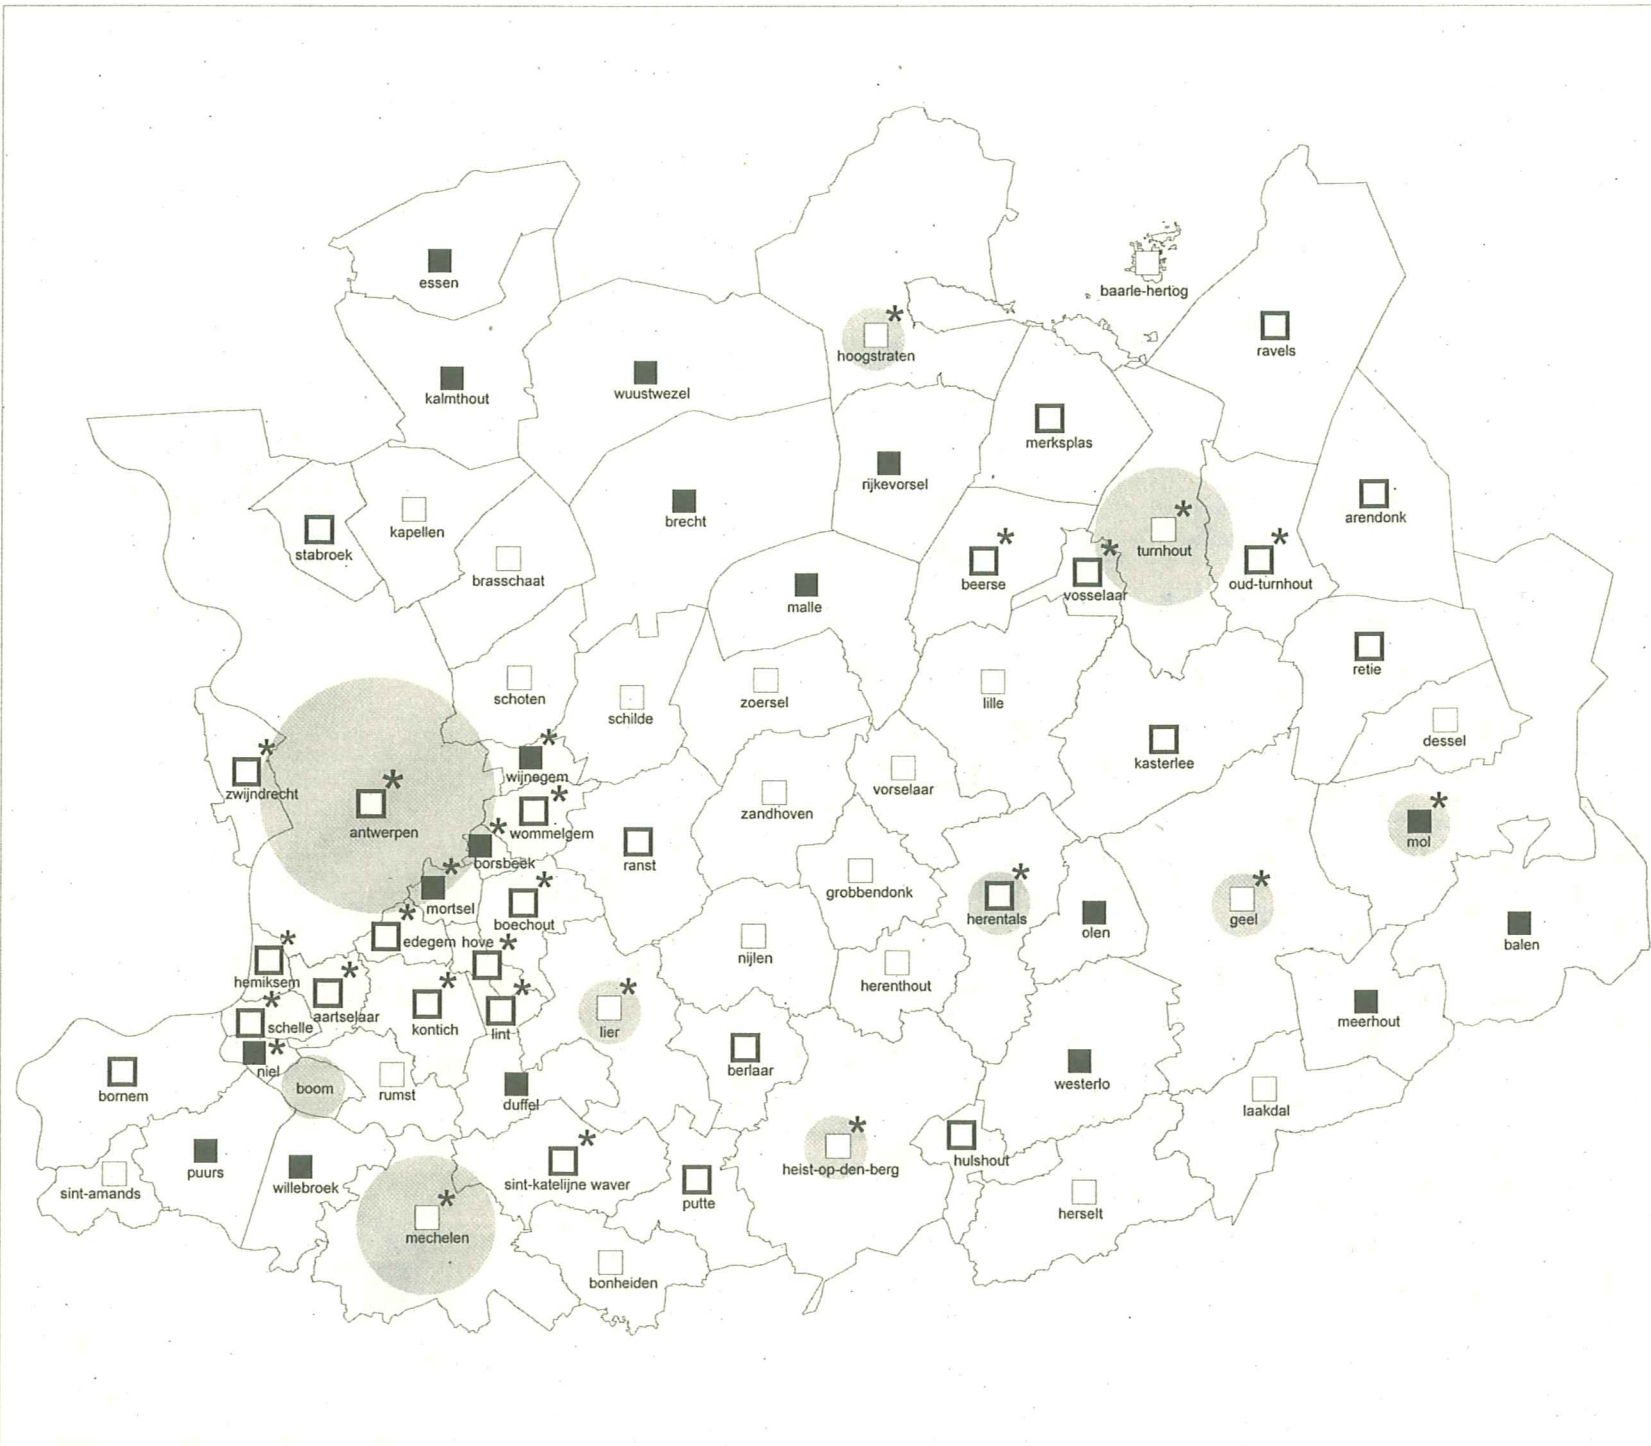 essen
baarle-hertog
hoogstraten
ravels
kalmthout
wuustwezel
merksplas
rijkevorsel
brecht
arendonk
kapellen
stabroek
brasschaat
turnhout
beerse
vosselaar
oud-turnhout
malle
retie
schoten
schilde
zoersel
lille
dessel
kasterlee
wijnegem
zwijndrecht
vorselaar
antwerpen
wommelgem
zandhoven
mol
borsbeek
ranst
grobbendonk
mortsel
boechout
herentals
olen
geel
balen
edegem hove
nijlen
hemiksem
herenthout
aartselaar
schelle
kontich
lint
lier
meerhout
niel
bornem
boom
rumst
duffel
berlaar
westerlo
laakdal
puurs
willebroek
sint-amands
sint-katelijne waver
putte
heist-op-den-berg
hulshout
herselt
mechelen
bonheiden